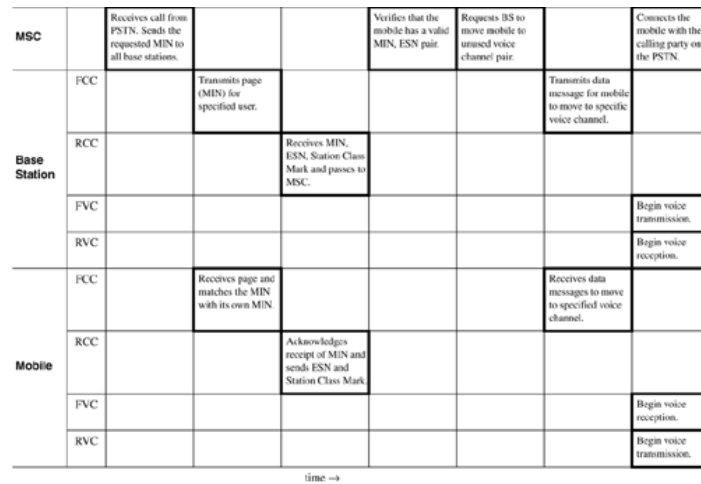 MSC
Receives call from
PSTN. Sends the
requested MIN to
all base stations.
Verifies that the
mobile has a valid
MIN, ESN pair.
Requests BS to
move mobile to
unused voice
channel pair.
Connects the
mobile with the
calling party on
the PSTN.
Base
Station
FCC
Transmits page
(MIN) for
specified user.
Transmits data
message for mobile
to move to specific
voice channel.
RCC
Receives MIN,
ESN, Station Class
Mark and passes to
MSC.
FVC
Begin voice
transmission.
RVC
Begin voice
reception.
Mobile
FCC
Receives page and
matches the MIN
with its own MIN.
Receives data
messages to move
to specified voice
channel.
RCC
Acknowledges
receipt of MIN and
sends ESN and
Station Class Mark.
FVC
Begin voice
reception.
RVC
Begin voice
transmission.
time →